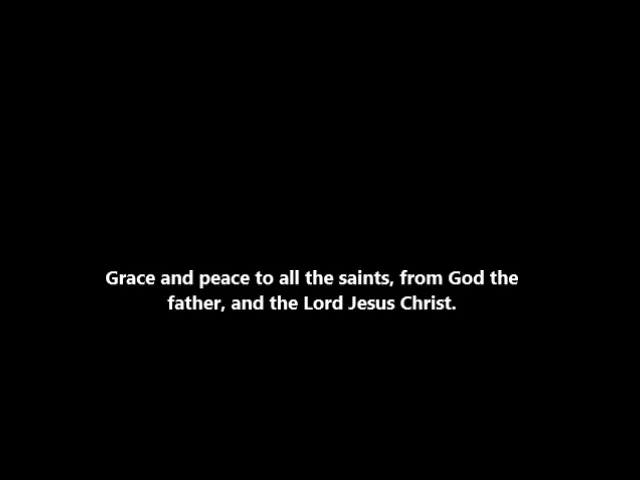 Grace and peace to all the saints, from God the
father, and the Lord Jesus Christ.